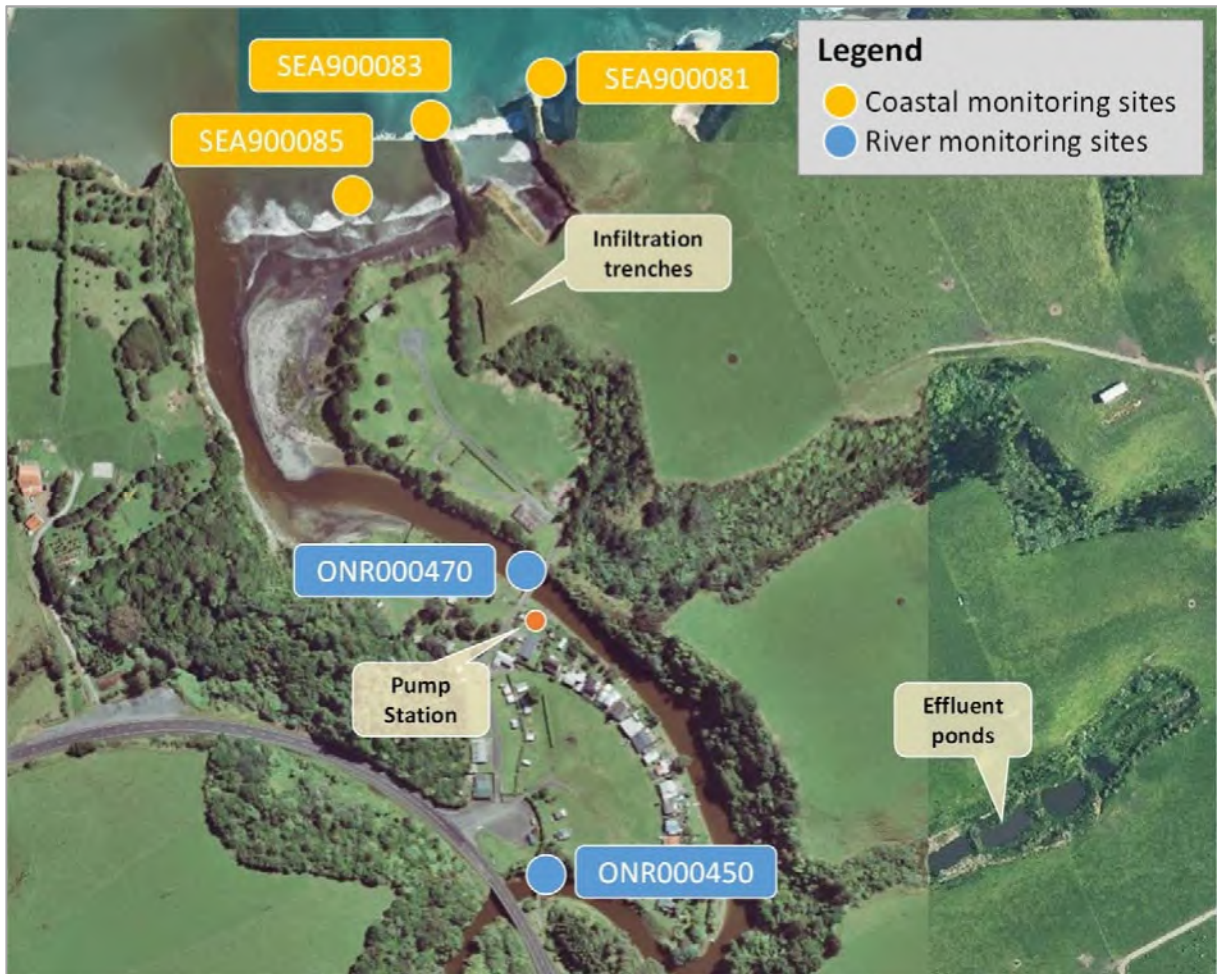 SEA900083
SEA900081
SEA900085
Legend
Coastal monitoring sites
River monitoring sites
Infiltration
trenches
ONR000470
Pump
Station
Effluent
ponds
ONR000450